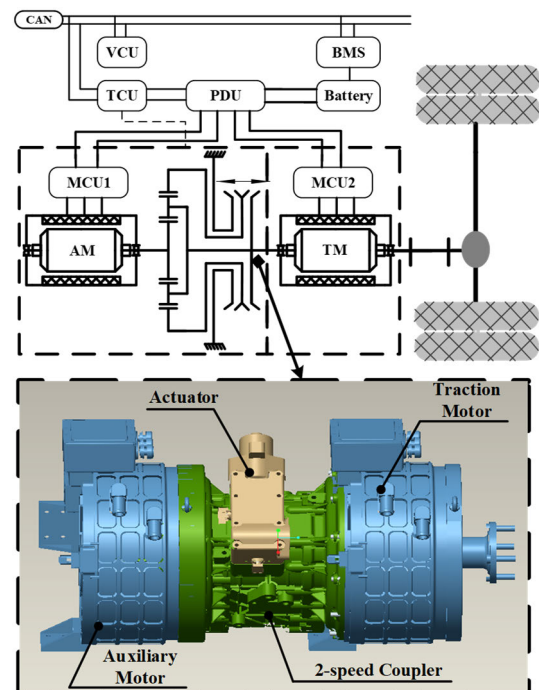 CAN
VCU
BMS
TCU
PDU
Battery
MCU1
MCU2
AM
TM
Actuator
Traction
Motor
Auxiliary
Motor
2-speed Coupler